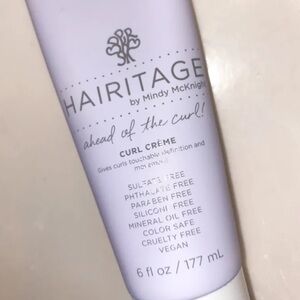 HAIRITAGE
by Mindy McKnight
ahead of the curl!
CURL CRÈME
Gives curls touchable definition and
movement
SULFATE FREE
PHTHALATE FREE
PARABEN FREE
SILICONE FREE
MINERAL OIL FREE
COLOR SAFE
CRUELTY FREE
VEGAN
6 fl oz / 177 mL